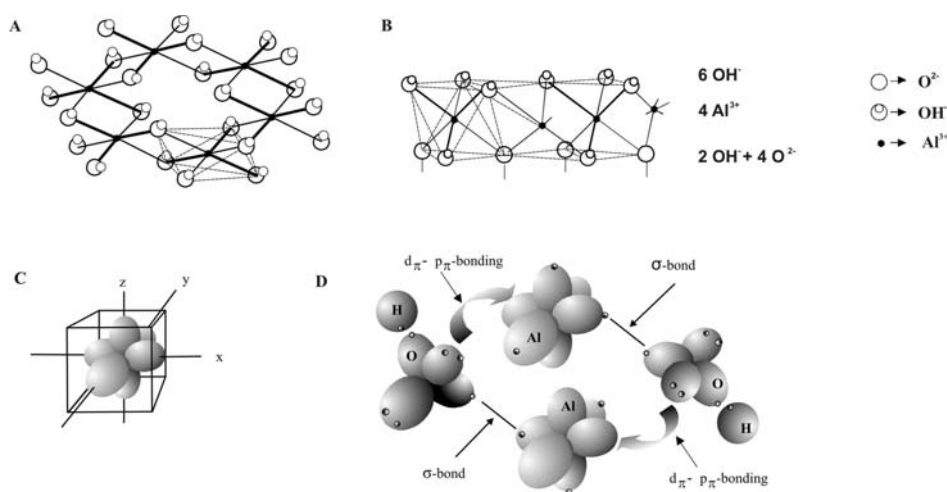 A
B
6 OH⁻
4 Al³⁺
2 OH⁻ + 4 O²⁻
O²⁻
OH⁻
Al³⁺
C
z
y
x
D
dπ- pπ-bonding
σ-bond
H
O
Al
Al
O
H
σ-bond
dπ- pπ-bonding